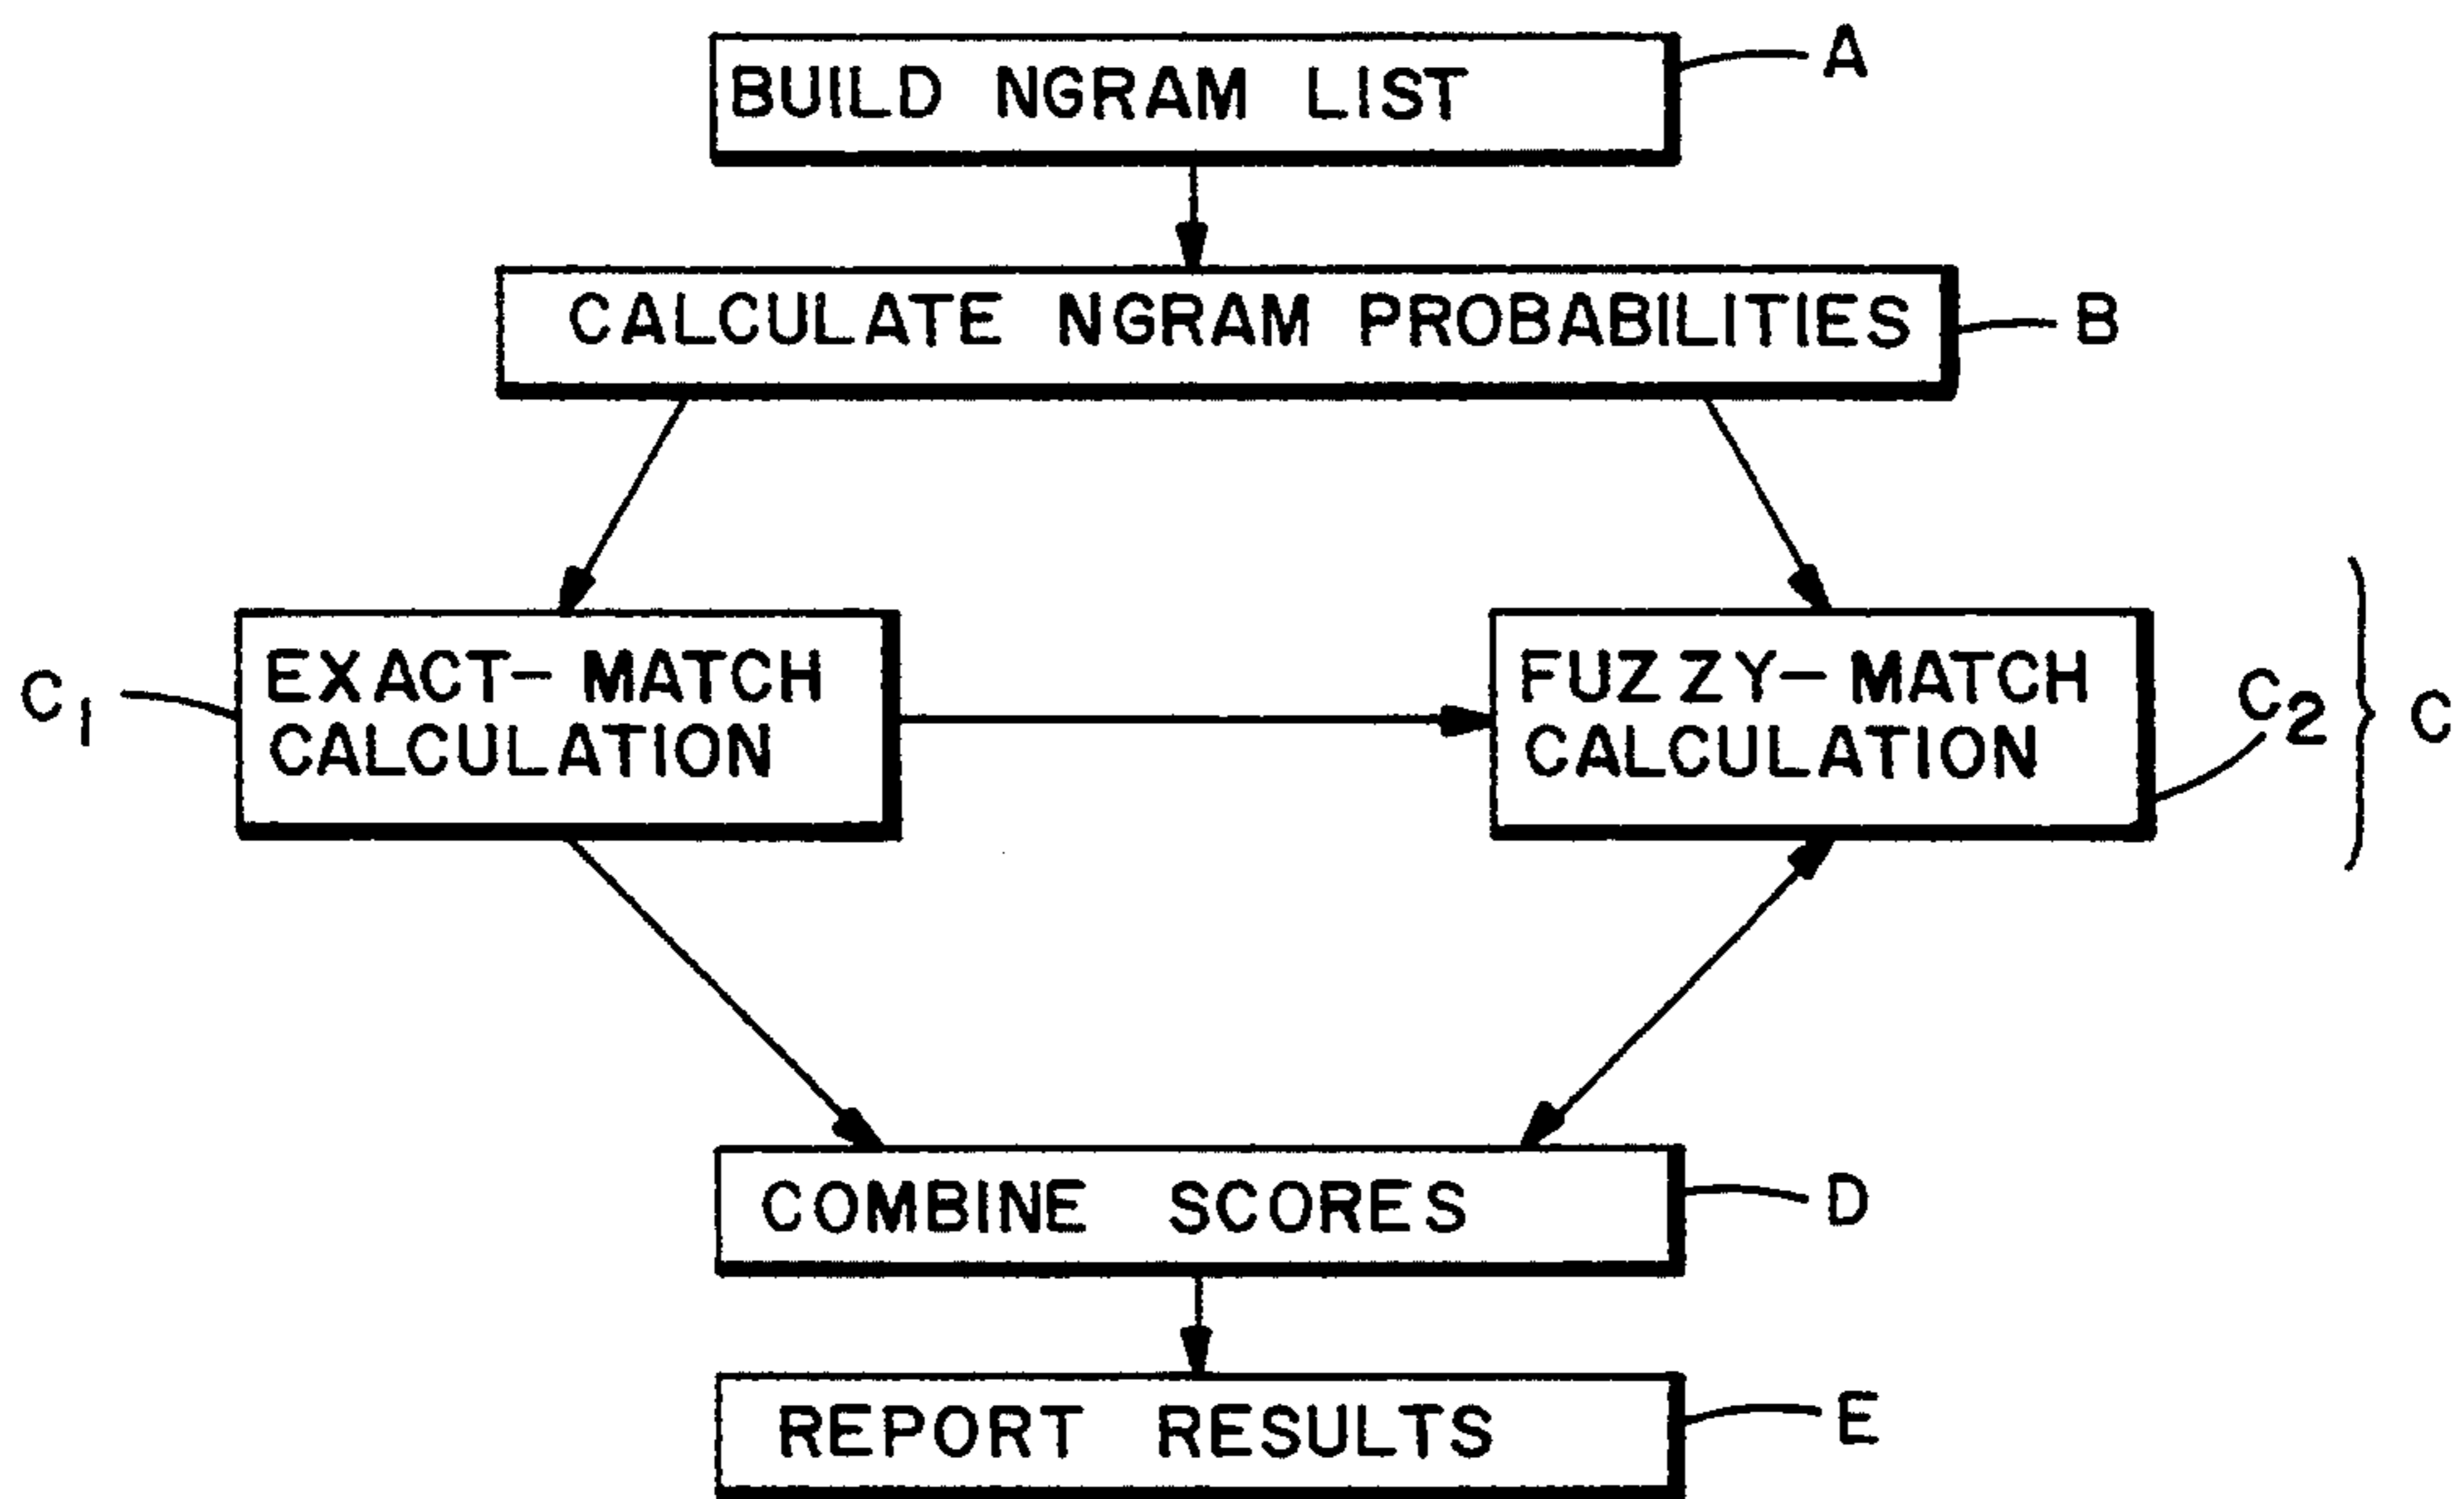 BUILD NGRAM LIST
A
CALCULATE NGRAM PROBABILITIES
B
C1
EXACT-MATCH
CALCULATION
FUZZY-MATCH
CALCULATION
C2
C
COMBINE SCORES
D
REPORT RESULTS
E